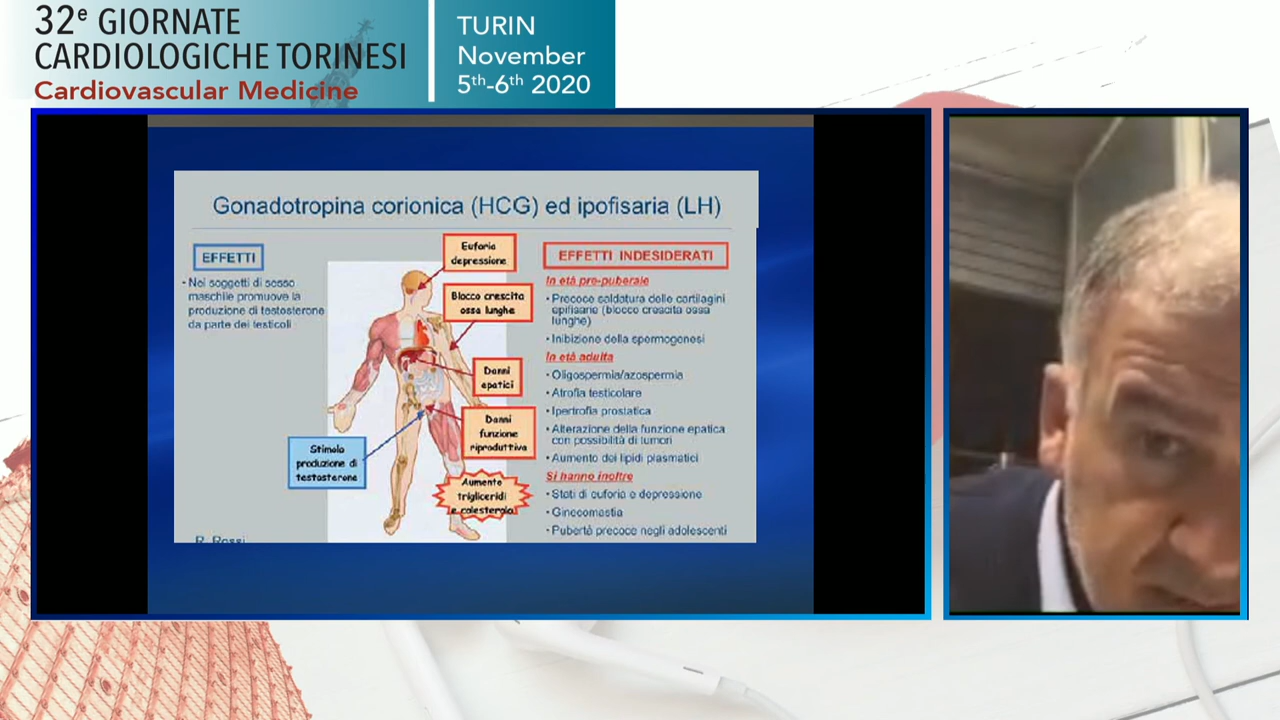 32e GIORNATE
CARDIOLOGICHE TORINESI
Cardiovascular Medicine
TURIN
November
5th-6th 2020
Gonadotropina corionica (HCG) ed ipofisaria (LH)
EFFETTI
• Nei soggetti di sesso
maschile promuove la
produzione di testosterone
da parte dei testicoli
Euforia
depressione
Blocco crescita
ossa lunghe
Danni
epatici
Danni
funzione
riproduttiva
Stimolo
produzione di
testosterone
Aumento
trigliceridi
e colesterolo
EFFETTI INDESIDERATI
In età pre-puberale
• Precoce saldatura delle cartilagini
epifisarie (blocco crescita ossa
lunghe)
• Inibizione della spermogenesi
In età adulta
• Oligospermia/azospermia
• Atrofia testicolare
• Ipertrofia prostatica
• Alterazione della funzione epatica
con possibilità di tumori
• Aumento dei lipidi plasmatici
Si hanno inoltre
• Stati di euforia e depressione
• Ginecomastia
• Pubertà precoce negli adolescenti
R. Rossi